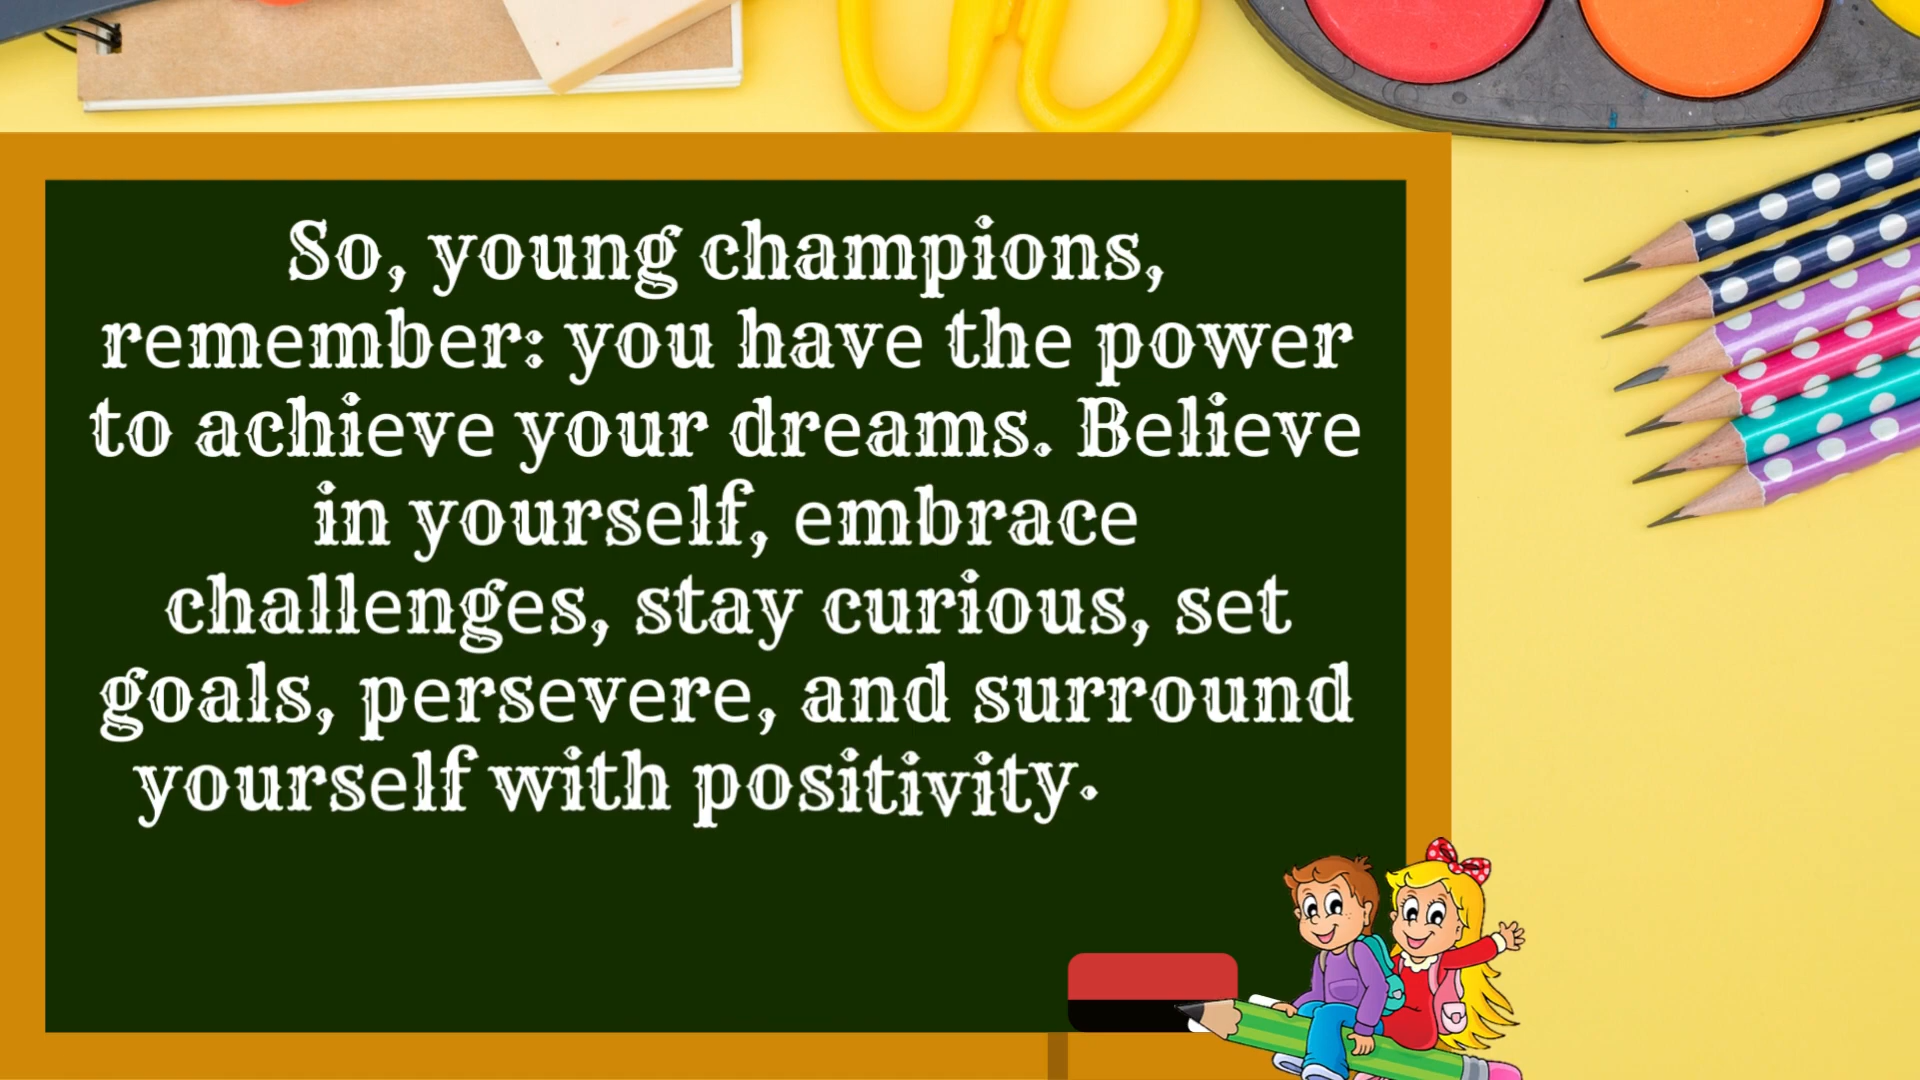 So, young champions,
remember: you have the power
to achieve your dreams. Believe
in yourself, embrace
challenges, stay curious, set
goals, persevere, and surround
yourself with positivity.